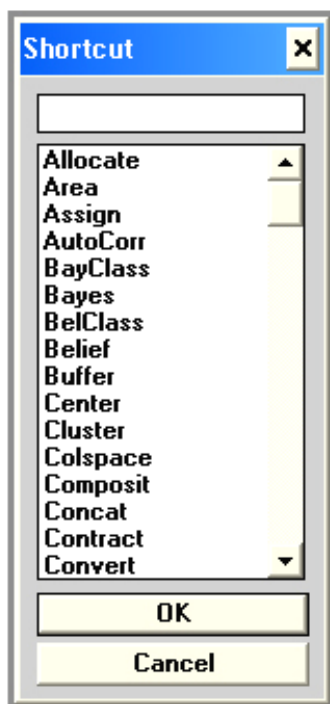 Shortcut
Allocate
Area
Assign
AutoCorr
BayClass
Bayes
BelClass
Belief
Buffer
Center
Cluster
Colspace
Composit
Concat
Contract
Convert
OK
Cancel